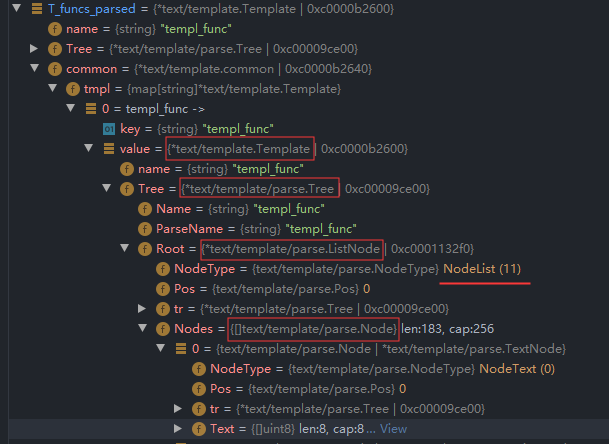 T_funcs_parsed = {*text/template.Template | 0xc0000b2600}
f name = {string} "templ_func"
f Tree = {*text/template/parse.Tree | 0xc00009ce00}
f common = {*text/template.common | 0xc0000b2640}
f tmpl = {map[string]*text/template.Template}
0 = templ_func ->
01 key = {string} "templ_func"
value = {*text/template.Template | 0xc0000b2600}
f name = {string} "templ_func"
f Tree = {*text/template/parse.Tree | 0xc00009ce00}
f Name = {string} "templ_func"
f ParseName = {string} "templ_func"
f Root = {*text/template/parse.ListNode | 0xc0001132f0}
f NodeType = {text/template/parse.NodeType} NodeList (11)
f Pos = {text/template/parse.Pos} 0
f tr = {*text/template/parse.Tree | 0xc00009ce00}
f Nodes = {[]text/template/parse.Node} len:183, cap:256
0 = {text/template/parse.Node | *text/template/parse.TextNode}
f NodeType = {text/template/parse.NodeType} NodeText (0)
f Pos = {text/template/parse.Pos} 0
f tr = {*text/template/parse.Tree | 0xc00009ce00}
f Text = {[]uint8} len:8, cap:8 ... View